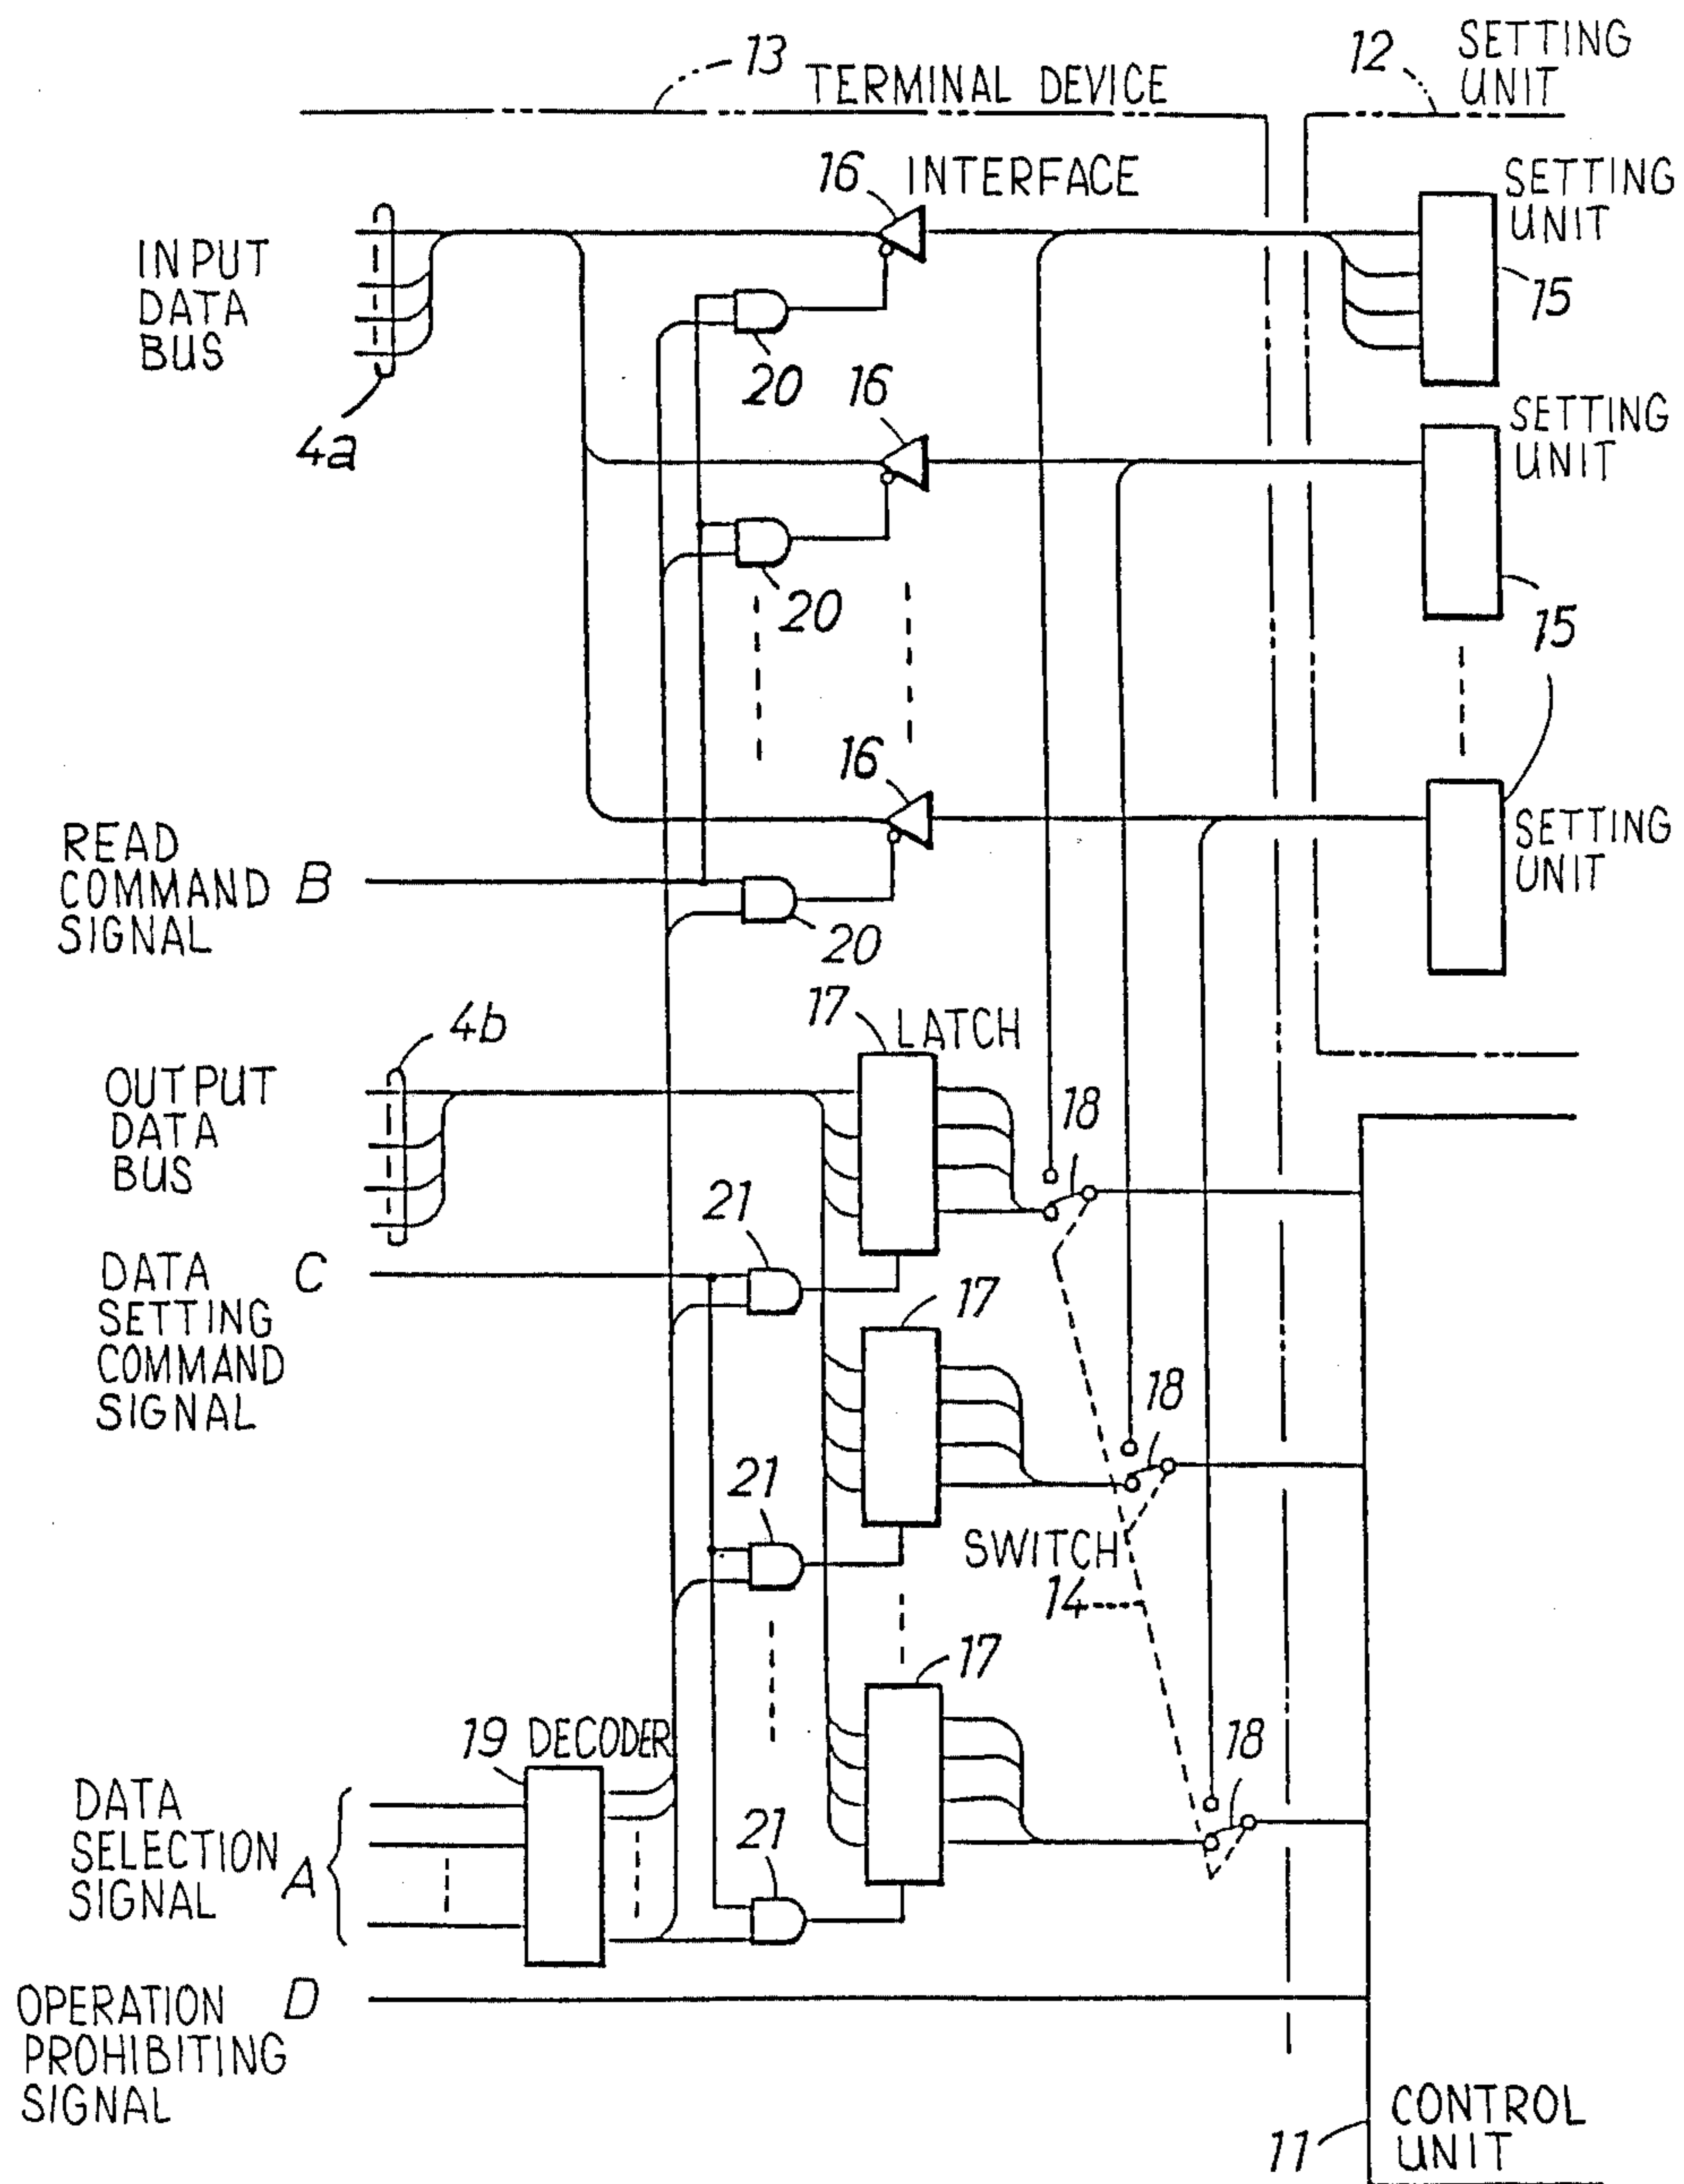 13
TERMINAL DEVICE
12
SETTING
UNIT
16
INTERFACE
SETTING
UNIT
15
INPUT
DATA
BUS
4a
20
16
SETTING
UNIT
20
15
16
READ
COMMAND
SIGNAL
B
SETTING
UNIT
20
4b
17
LATCH
OUTPUT
DATA
BUS
18
21
DATA
SETTING
COMMAND
SIGNAL
C
17
18
21
SWITCH
14
17
19 DECODER
18
DATA
SELECTION
SIGNAL
A
21
OPERATION
PROHIBITING
SIGNAL
D
11
CONTROL
UNIT